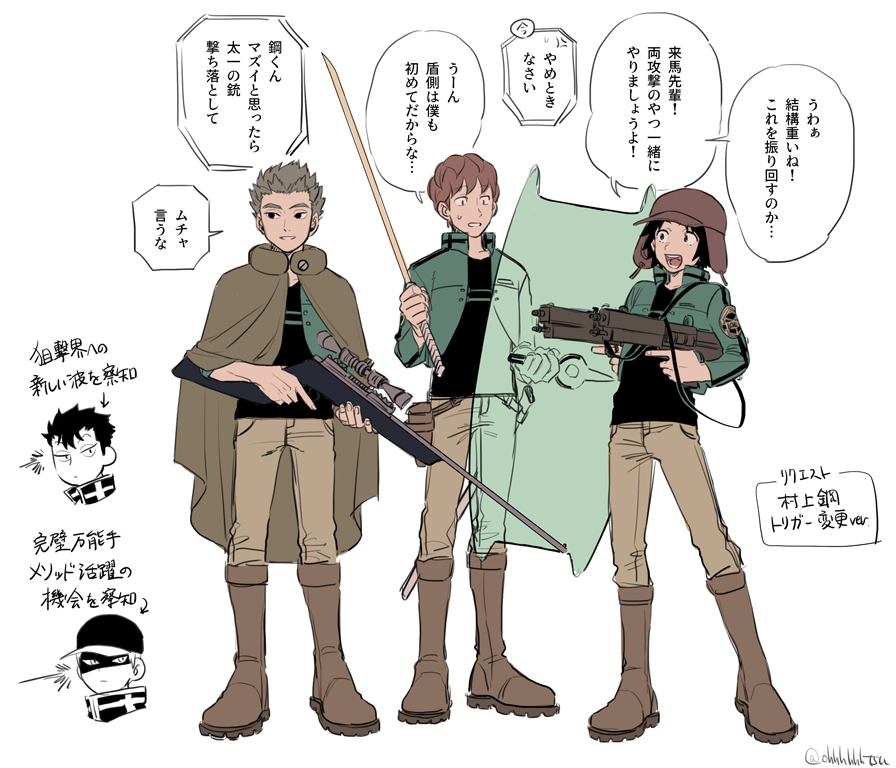 うわぁ
結構重いね！
これを振り回すのか…
来馬先輩！
両攻撃のやつ一緒に
やりましょうよ！
今
やめとき
なさい
うーん
盾側は僕も
初めてだからな…
鋼くん
マズイと思ったら
太一の銃
撃ち落として
ムチャ
言うな
狙撃界への
新しい波を察知
完璧万能手
メソッド活躍の
機会を察知
リクエスト
村上鋼
トリガー変更ver.